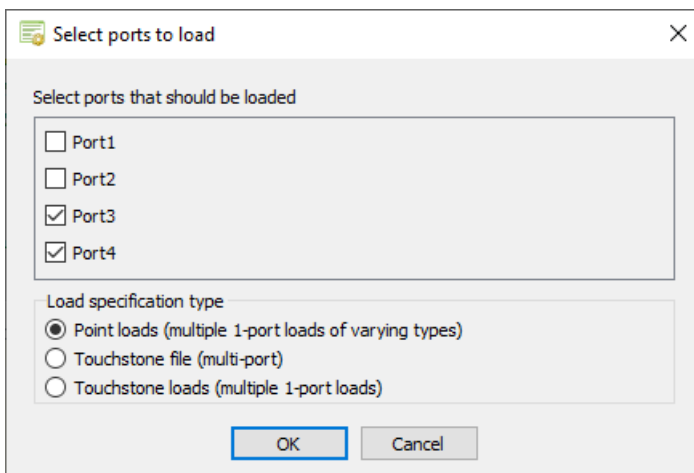 Select ports to load
Select ports that should be loaded
Port1
Port2
Port3
Port4
Load specification type
Point loads (multiple 1-port loads of varying types)
Touchstone file (multi-port)
Touchstone loads (multiple 1-port loads)
OK Cancel